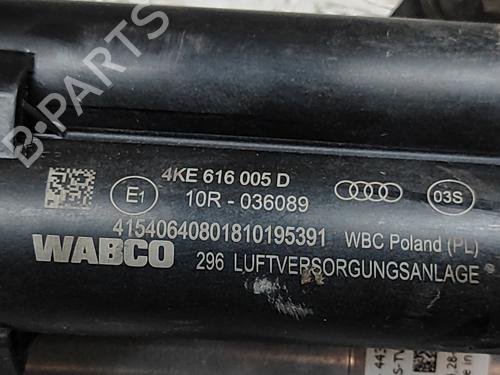 B-PARTS
4KE 616 005 D
E1
10R - 036089
03S
41540640801810195391
WBC Poland (PL)
WABCO
296 LUFTVERSORGUNGSANLAGE